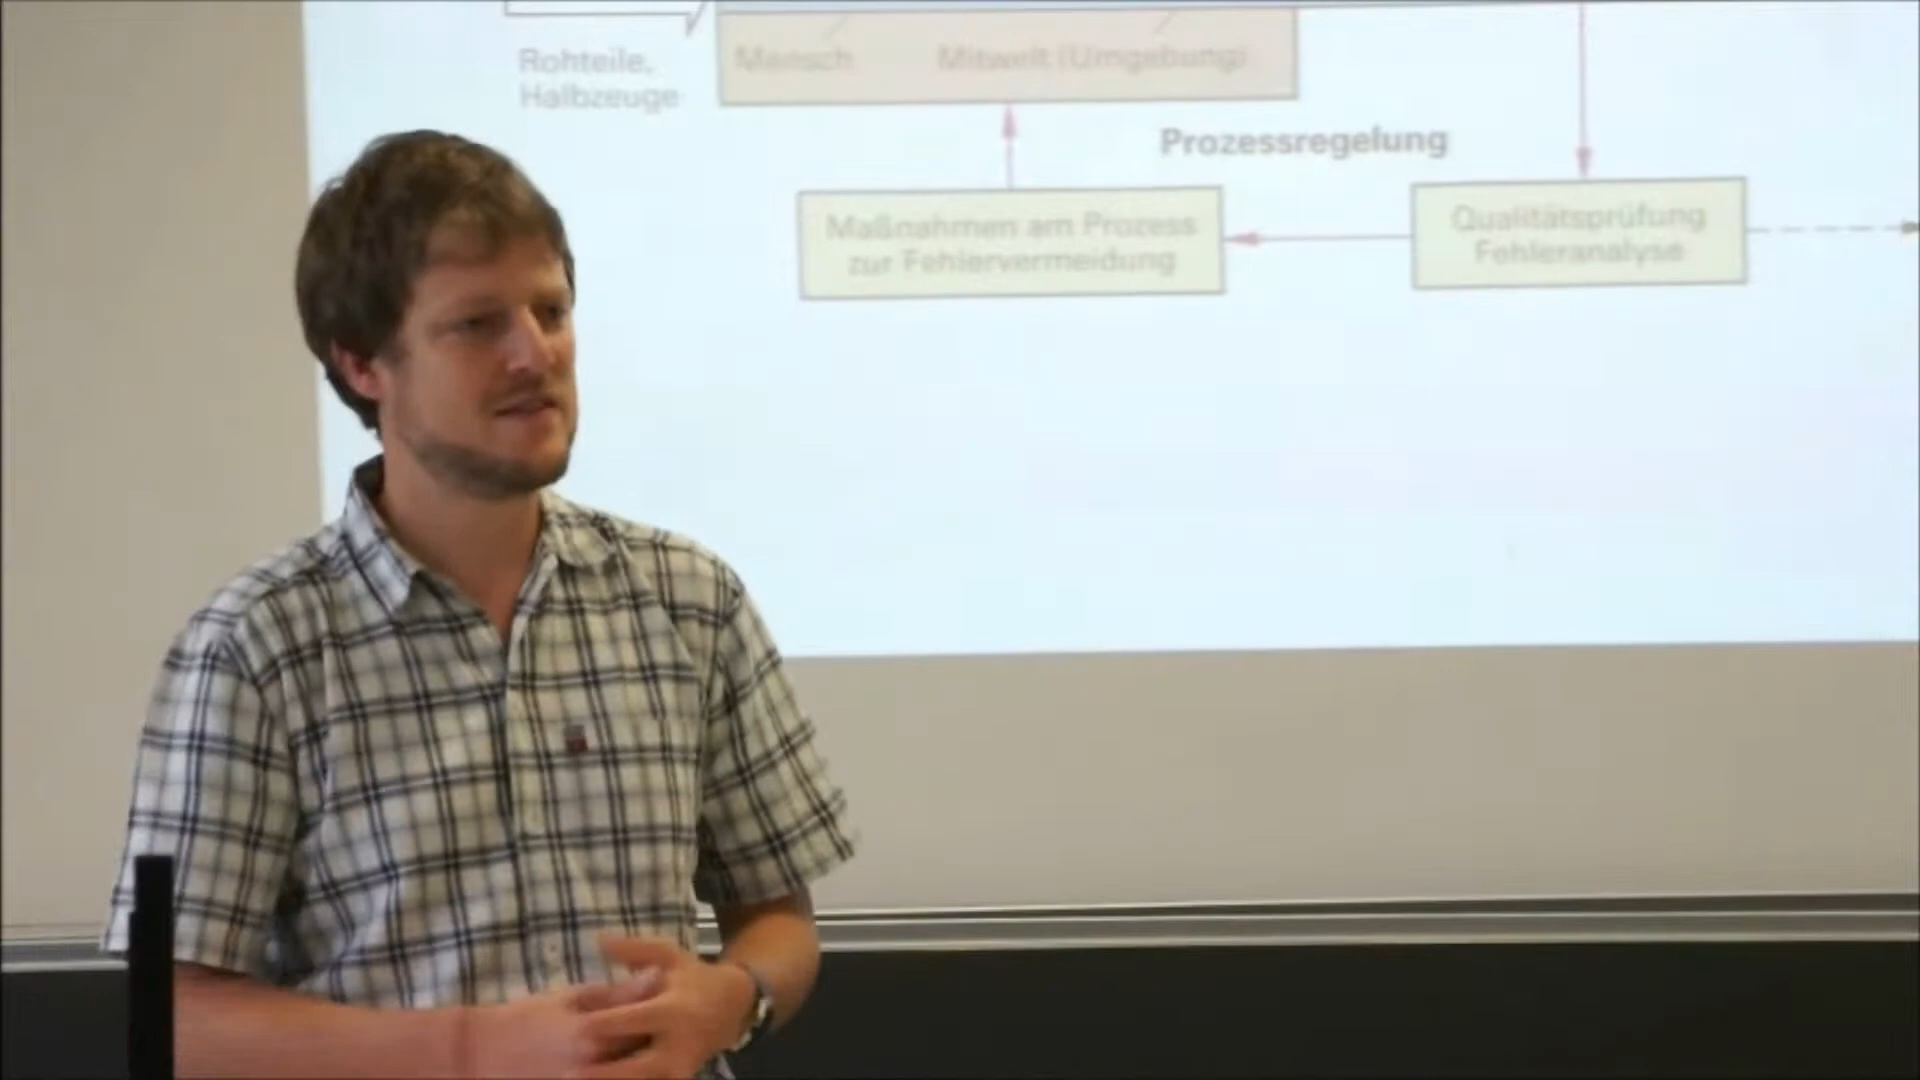 Rohteile,
Halbzeuge
Mensch
Mitwelt (Umgebung)
Prozessregelung
Maßnahmen am Prozess
zur Fehlervermeidung
Qualitätsprüfung
Fehleranalyse